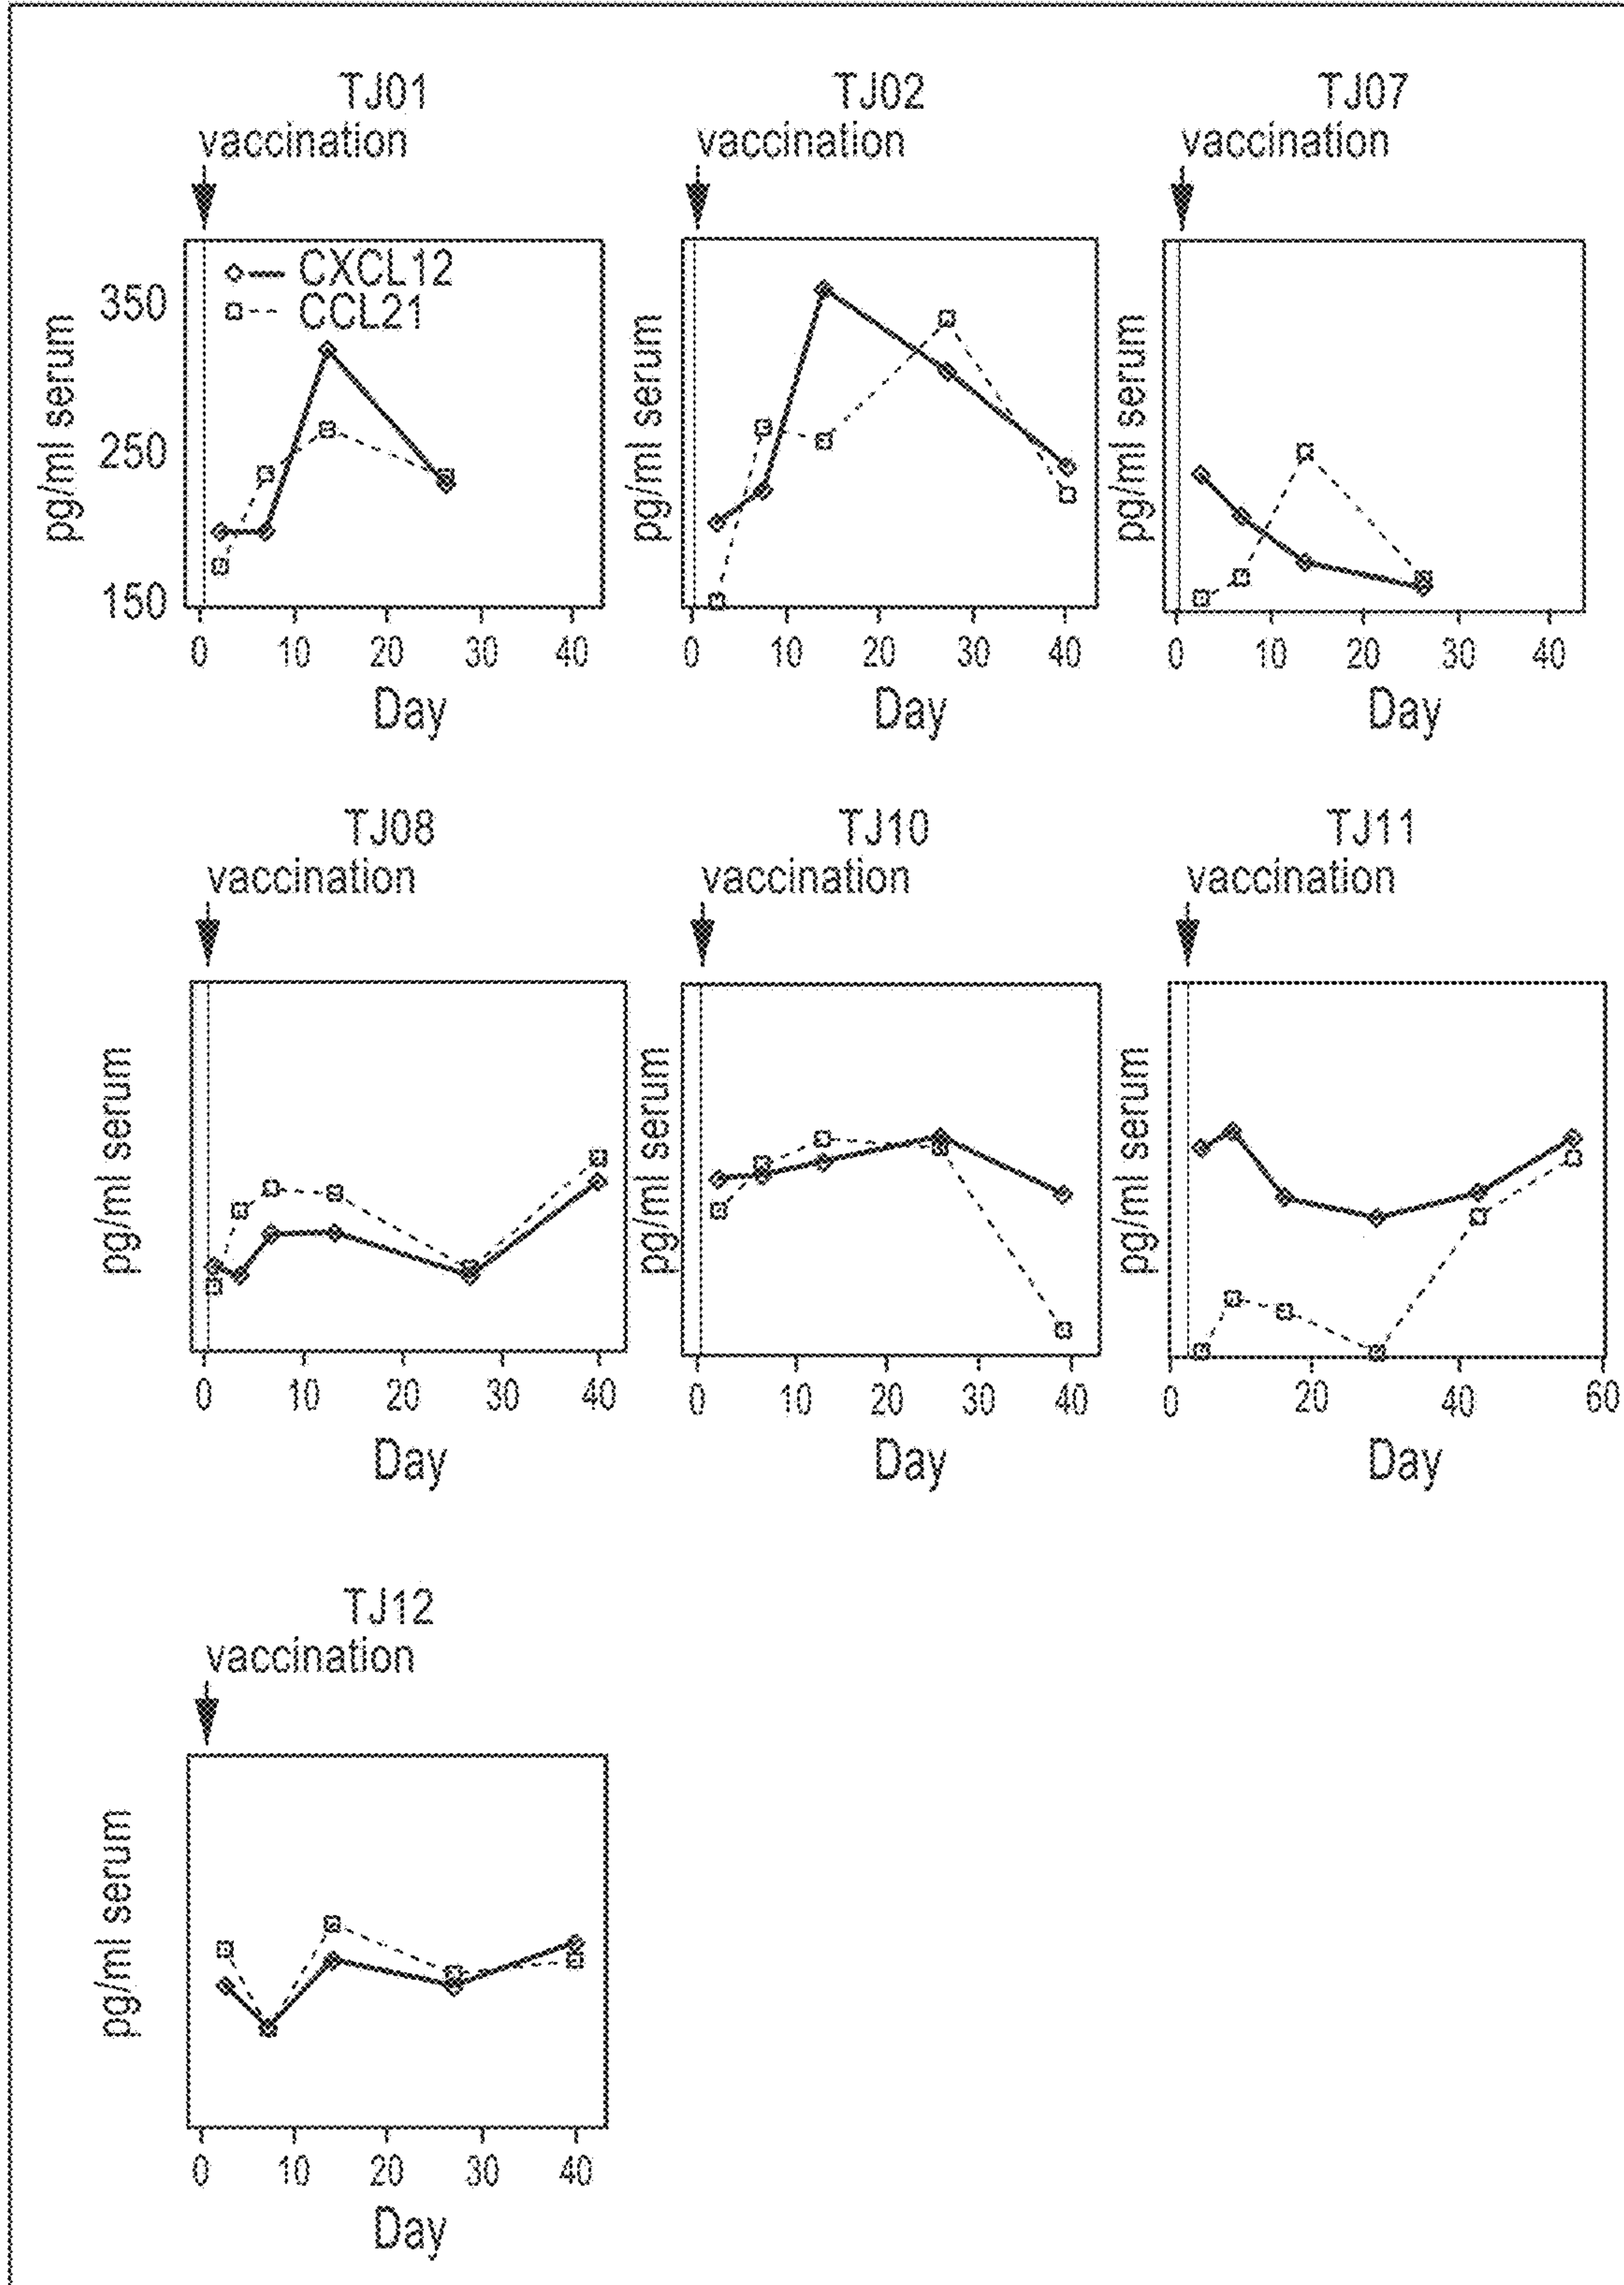 TJ01
vaccination
CXCL12
CCL21
350
250
150
pg/ml serum
0 10 20 30 40
Day
TJ02
vaccination
pg/ml serum
0 10 20 30 40
Day
TJ07
vaccination
pg/ml serum
0 10 20 30 40
Day
TJ08
vaccination
pg/ml serum
0 10 20 30 40
Day
TJ10
vaccination
pg/ml serum
0 10 20 30 40
Day
TJ11
vaccination
pg/ml serum
0 20 40 60
Day
TJ12
vaccination
pg/ml serum
0 10 20 30 40
Day